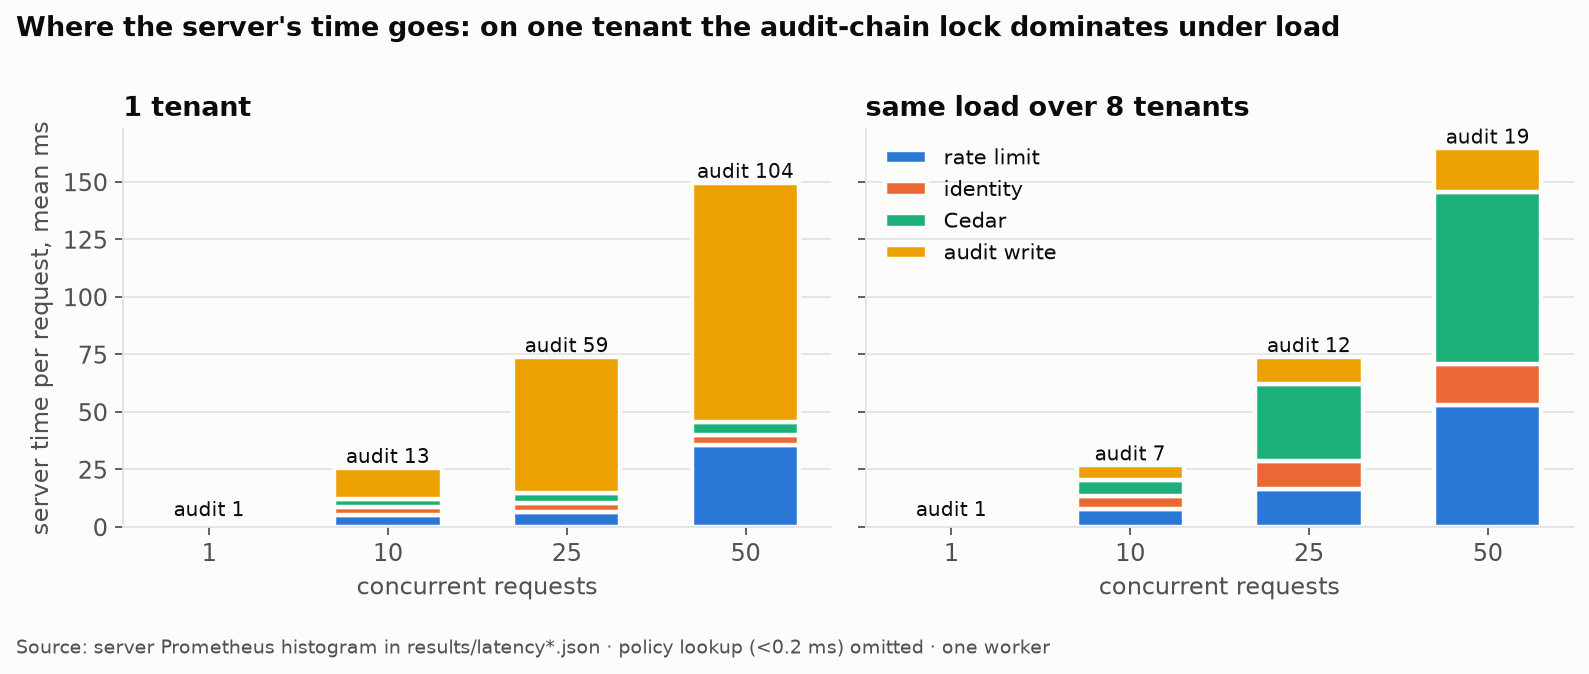 Where the server's time goes: on one tenant the audit-chain lock dominates under load
1 tenant
server time per request, mean ms
150
125
100
75
50
25
0
audit 1
audit 13
audit 59
audit 104
1
10
25
50
concurrent requests
same load over 8 tenants
rate limit
identity
Cedar
audit write
audit 1
audit 7
audit 12
audit 19
1
10
25
50
concurrent requests
Source: server Prometheus histogram in results/latency*.json · policy lookup (<0.2 ms) omitted · one worker